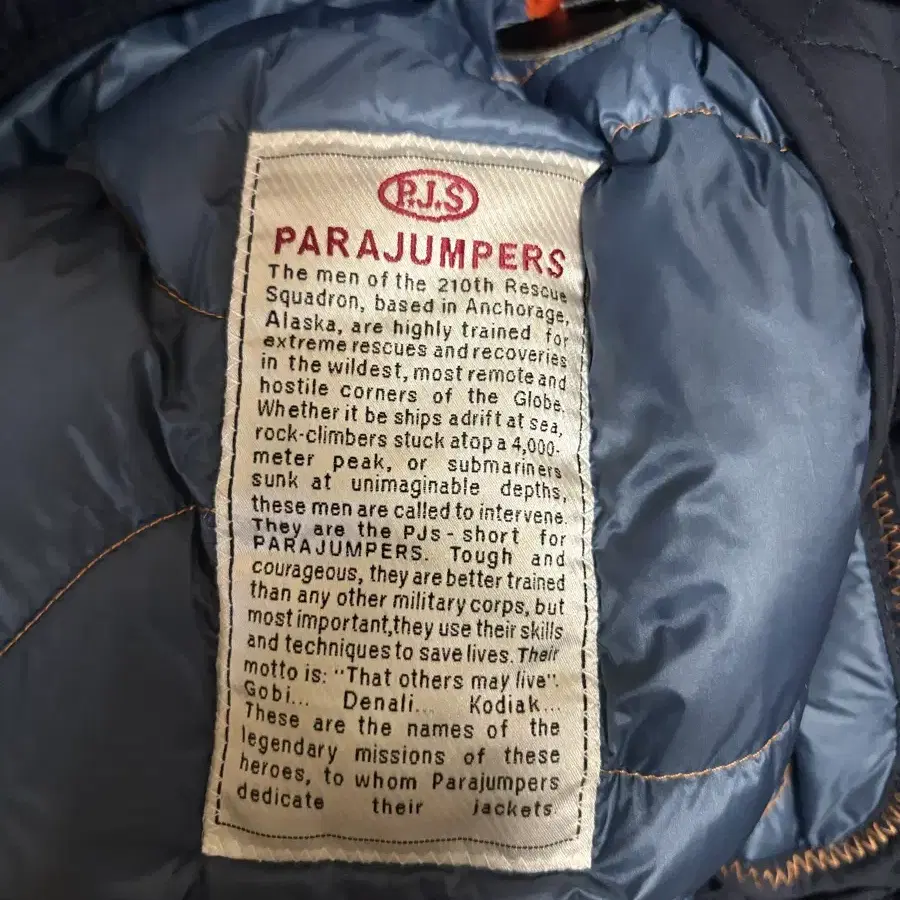 P.J.S
PARAJUMPERS
The men of the 210th Rescue
Squadron, based in Anchorage,
Alaska, are highly trained for
extreme rescues and recoveries
in the wildest, most remote and
hostile corners of the Globe.
Whether it be ships adrift at sea,
rock-climbers stuck atop a 4,000-
meter peak, or submariners
sunk at unimaginable depths,
these men are called to intervene.
They are the PJs - short for
PARAJUMPERS. Tough and
courageous, they are better trained
than any other military corps, but
most important,they use their skills
and techniques to save lives. Their
motto is: "That others may live".
Gobi... Denali... Kodiak...
These are the names of the
legendary missions of these
heroes, to whom Parajumpers
dedicate their jackets